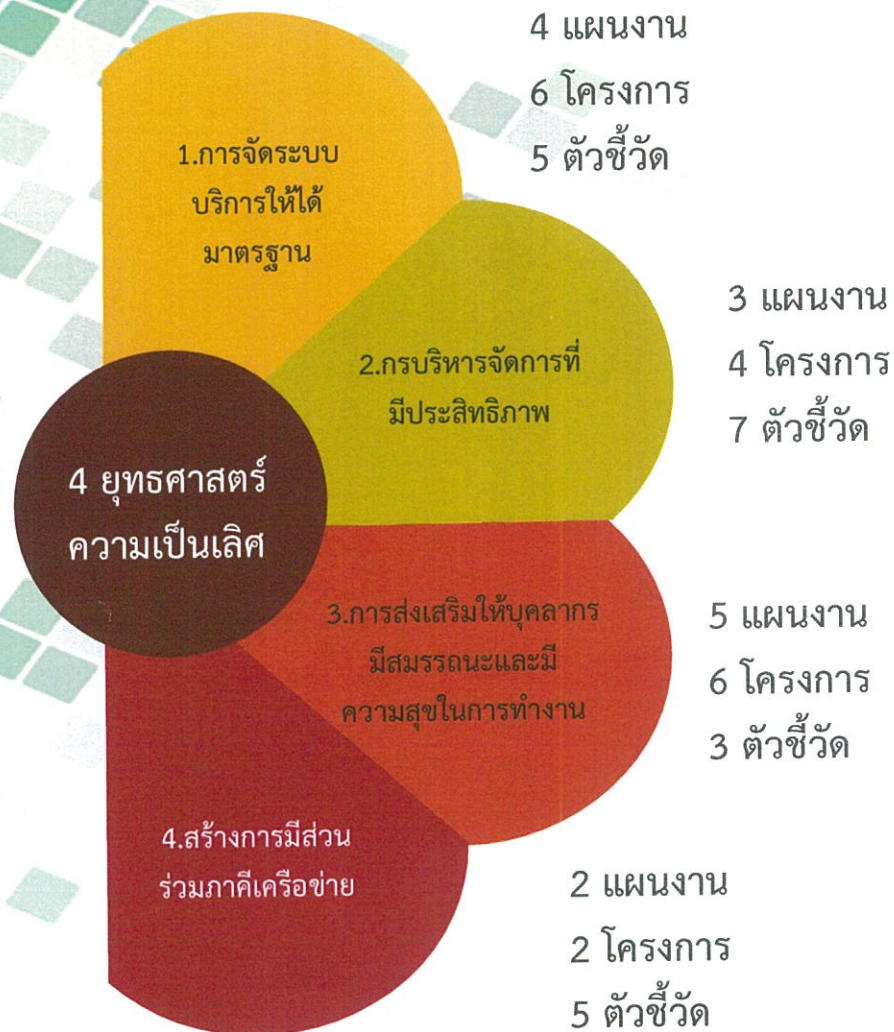 4 แผนงาน
6 โครงการ
5 ตัวชี้วัด
1.การจัดระบบ
บริการให้ได้
มาตรฐาน
3 แผนงาน
4 โครงการ
7 ตัวชี้วัด
2.กรบริหารจัดการที่
มีประสิทธิภาพ
4 ยุทธศาสตร์
ความเป็นเลิศ
3.การส่งเสริมให้บุคลากร
มีสมรรถนะและมี
ความสุขในการทำงาน
5 แผนงาน
6 โครงการ
3 ตัวชี้วัด
4.สร้างการมีส่วน
ร่วมภาคีเครือข่าย
2 แผนงาน
2 โครงการ
5 ตัวชี้วัด